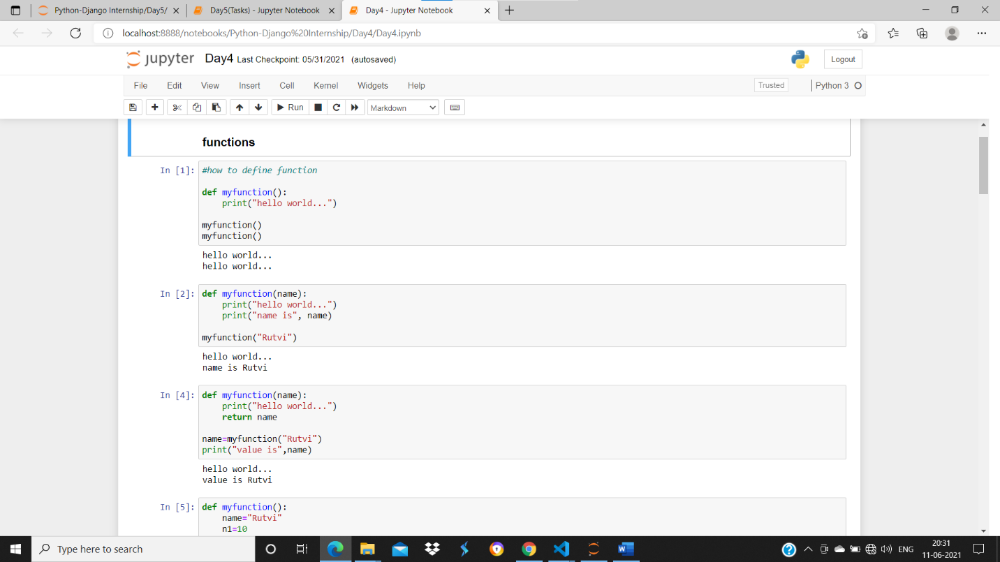 Python-Django Internship/Day5/
Day5(Tasks) - Jupyter Notebook
Day4 - Jupyter Notebook
localhost:8888/notebooks/Python-Django%20Internship/Day4/Day4.ipynb
jupyter Day4 Last Checkpoint: 05/31/2021 (autosaved)
Logout
File Edit View Insert Cell Kernel Widgets Help
Trusted
Python 3
Run
Markdown
functions
In [1]: #how to define function
def myfunction():
    print("hello world...")
myfunction()
myfunction()
hello world...
hello world...
In [2]: def myfunction(name):
    print("hello world...")
    print("name is", name)
myfunction("Rutvi")
hello world...
name is Rutvi
In [4]: def myfunction(name):
    print("hello world...")
    return name
name=myfunction("Rutvi")
print("value is",name)
hello world...
value is Rutvi
In [5]: def myfunction():
    name="Rutvi"
    n1=10
Type here to search
ENG
20:31
11-06-2021